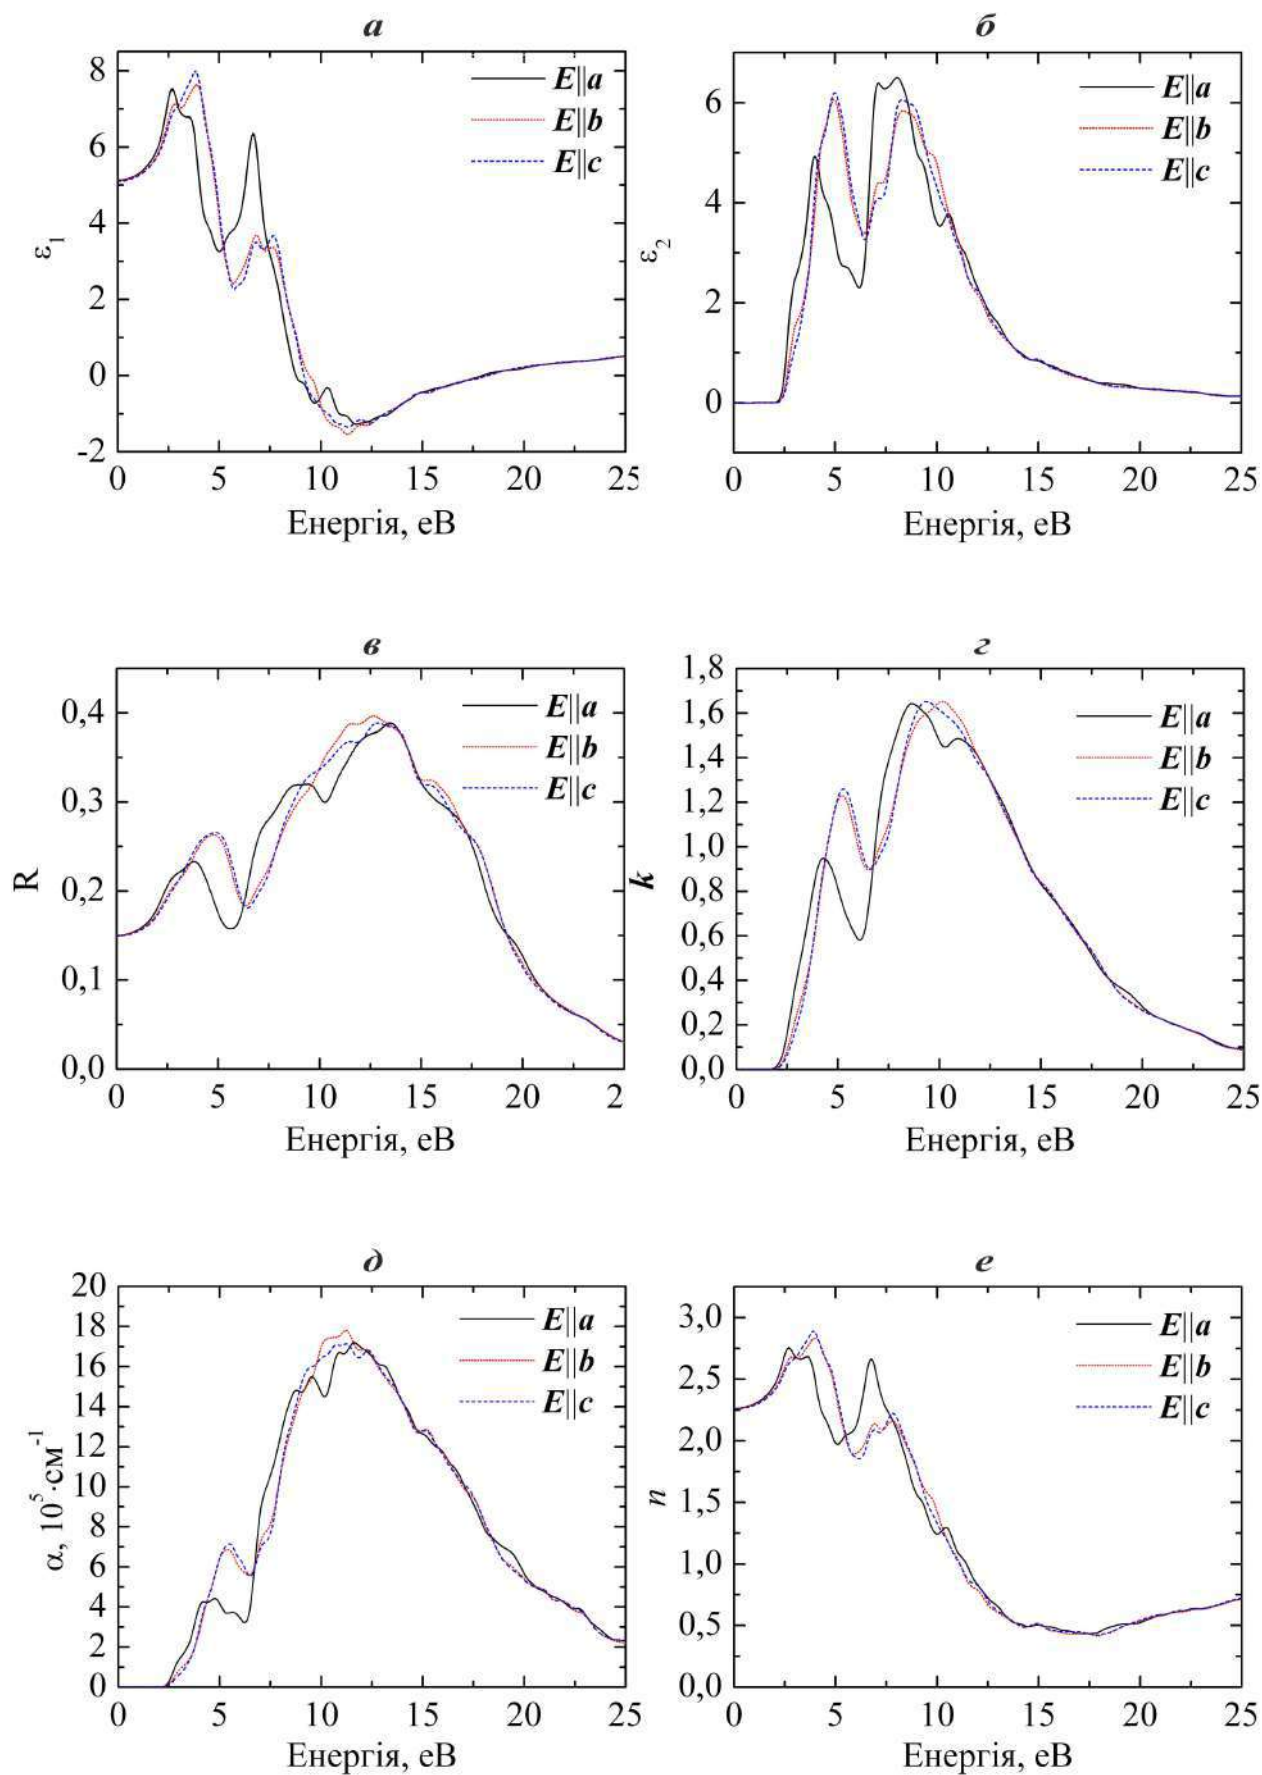 а
8
6
4
2
0
-2
ε1
0 5 10 15 20 25
Енергія, еВ
E||a
E||b
E||c
б
6
4
2
0
ε2
0 5 10 15 20 25
Енергія, еВ
E||a
E||b
E||c
в
0,4
0,3
0,2
0,1
0,0
R
0 5 10 15 20 2
Енергія, еВ
E||a
E||b
E||c
г
1,8
1,6
1,4
1,2
1,0
0,8
0,6
0,4
0,2
0,0
k
0 5 10 15 20 25
Енергія, еВ
E||a
E||b
E||c
д
20
18
16
14
12
10
8
6
4
2
0
α, 10⁵·см⁻¹
0 5 10 15 20 25
Енергія, еВ
E||a
E||b
E||c
е
3,0
2,5
2,0
1,5
1,0
0,5
0,0
n
0 5 10 15 20 25
Енергія, еВ
E||a
E||b
E||c